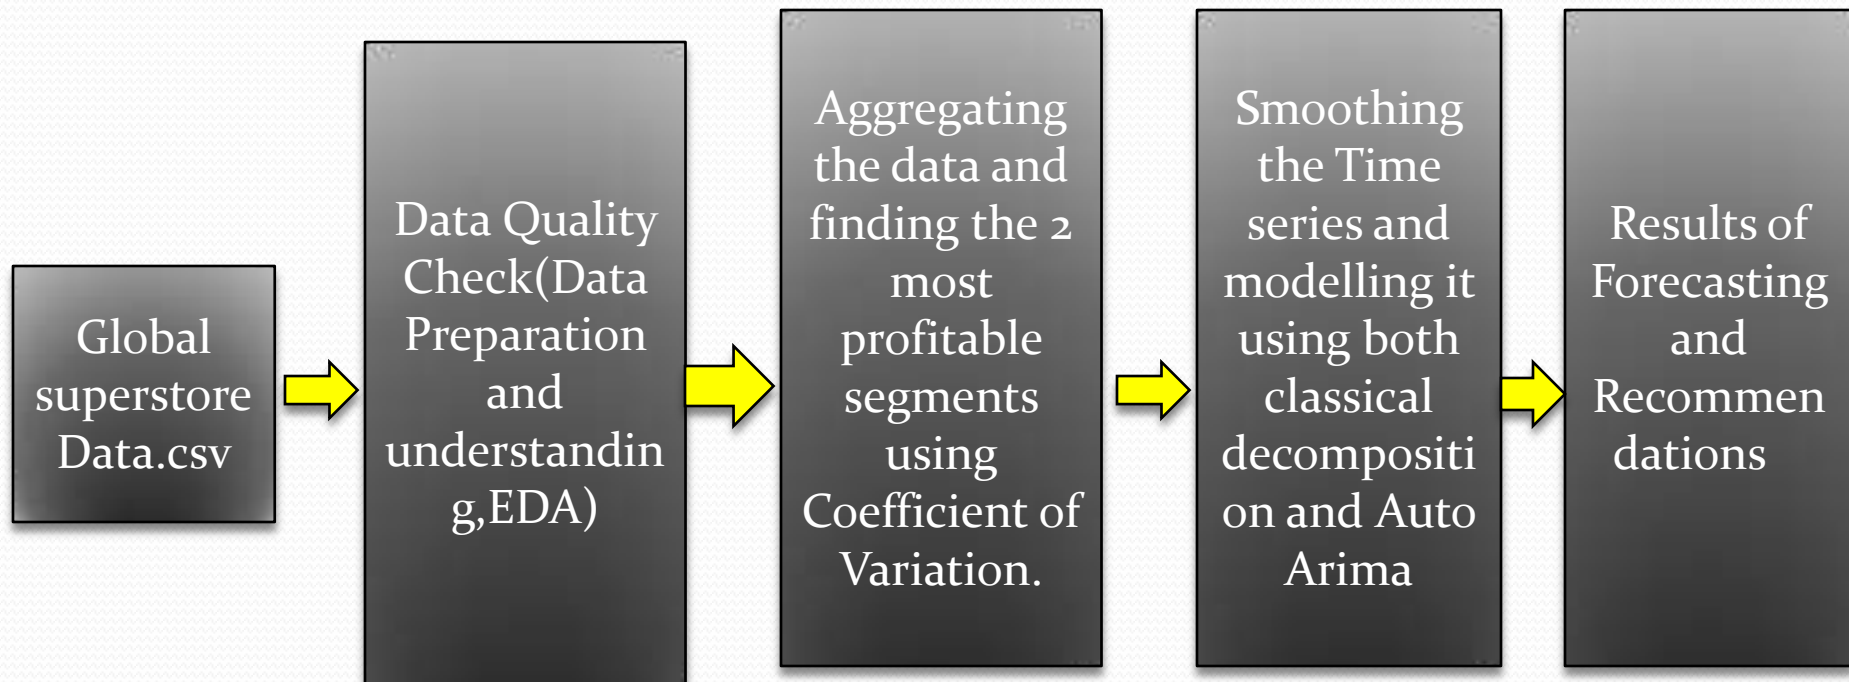 Global
superstore
Data.csv
Data Quality
Check(Data
Preparation
and
understandin
g,EDA)
Aggregating
the data and
finding the 2
most
profitable
segments
using
Coefficient of
Variation.
Smoothing
the Time
series and
modelling it
using both
classical
decompositi
on and Auto
Arima
Results of
Forecasting
and
Recommen
dations